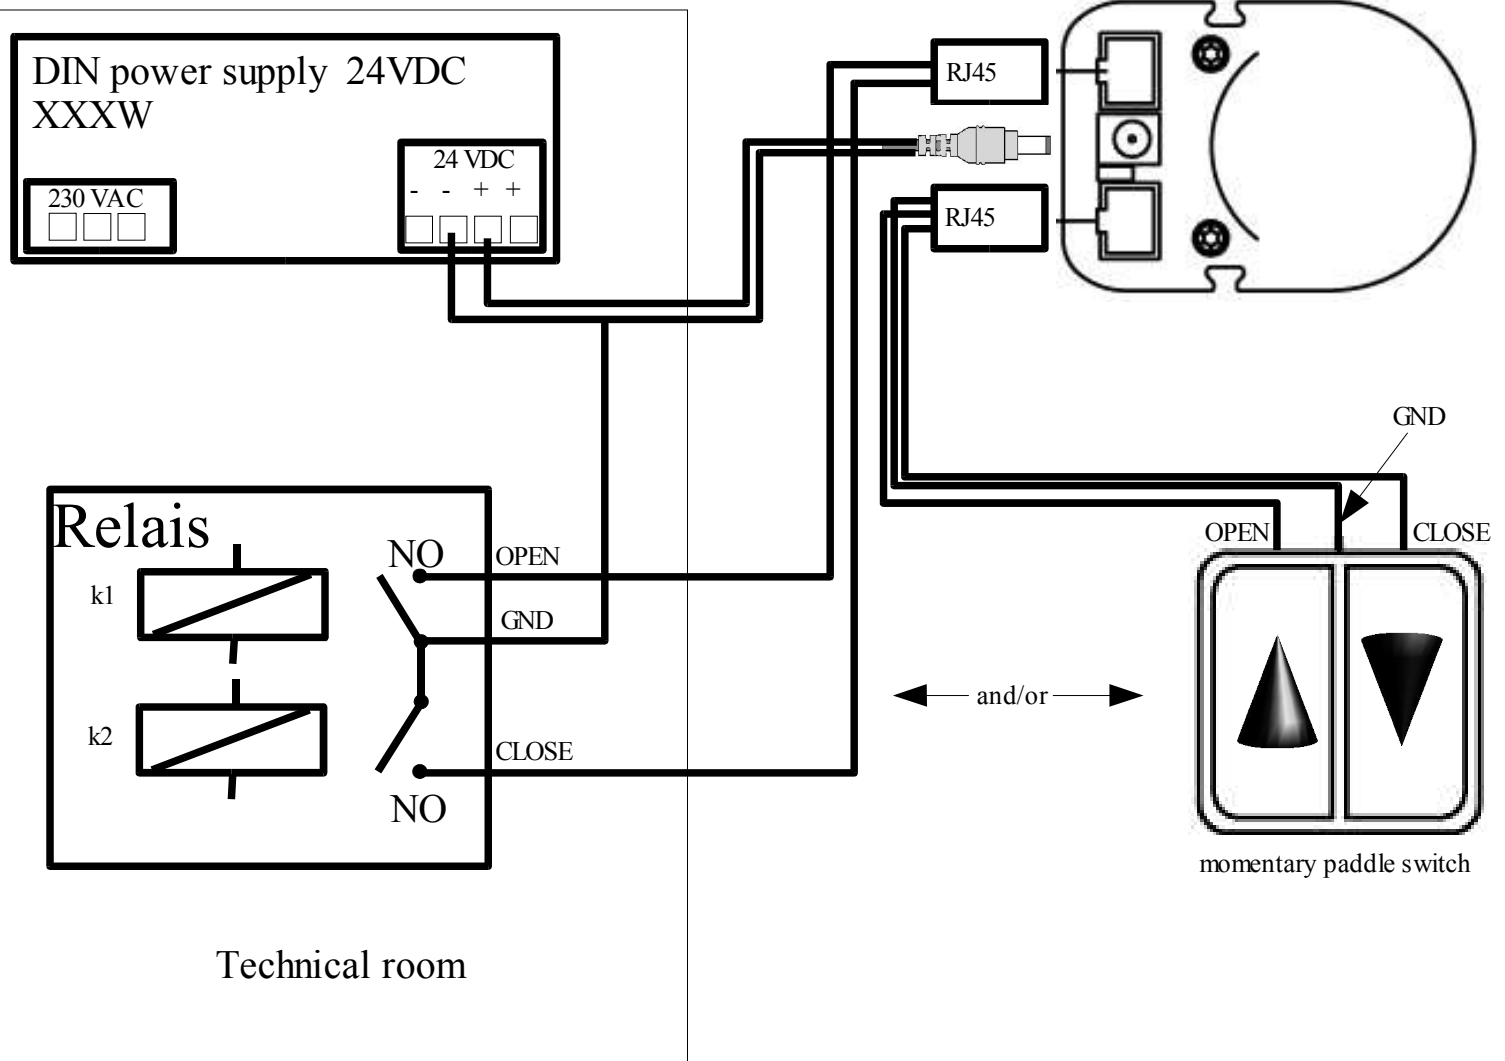 DIN power supply 24VDC
XXXW
24 VDC
- - + +
230 VAC
RJ45
RJ45
GND
OPEN
CLOSE
Relais
NO
OPEN
k1
GND
and/or
k2
CLOSE
NO
momentary paddle switch
Technical room